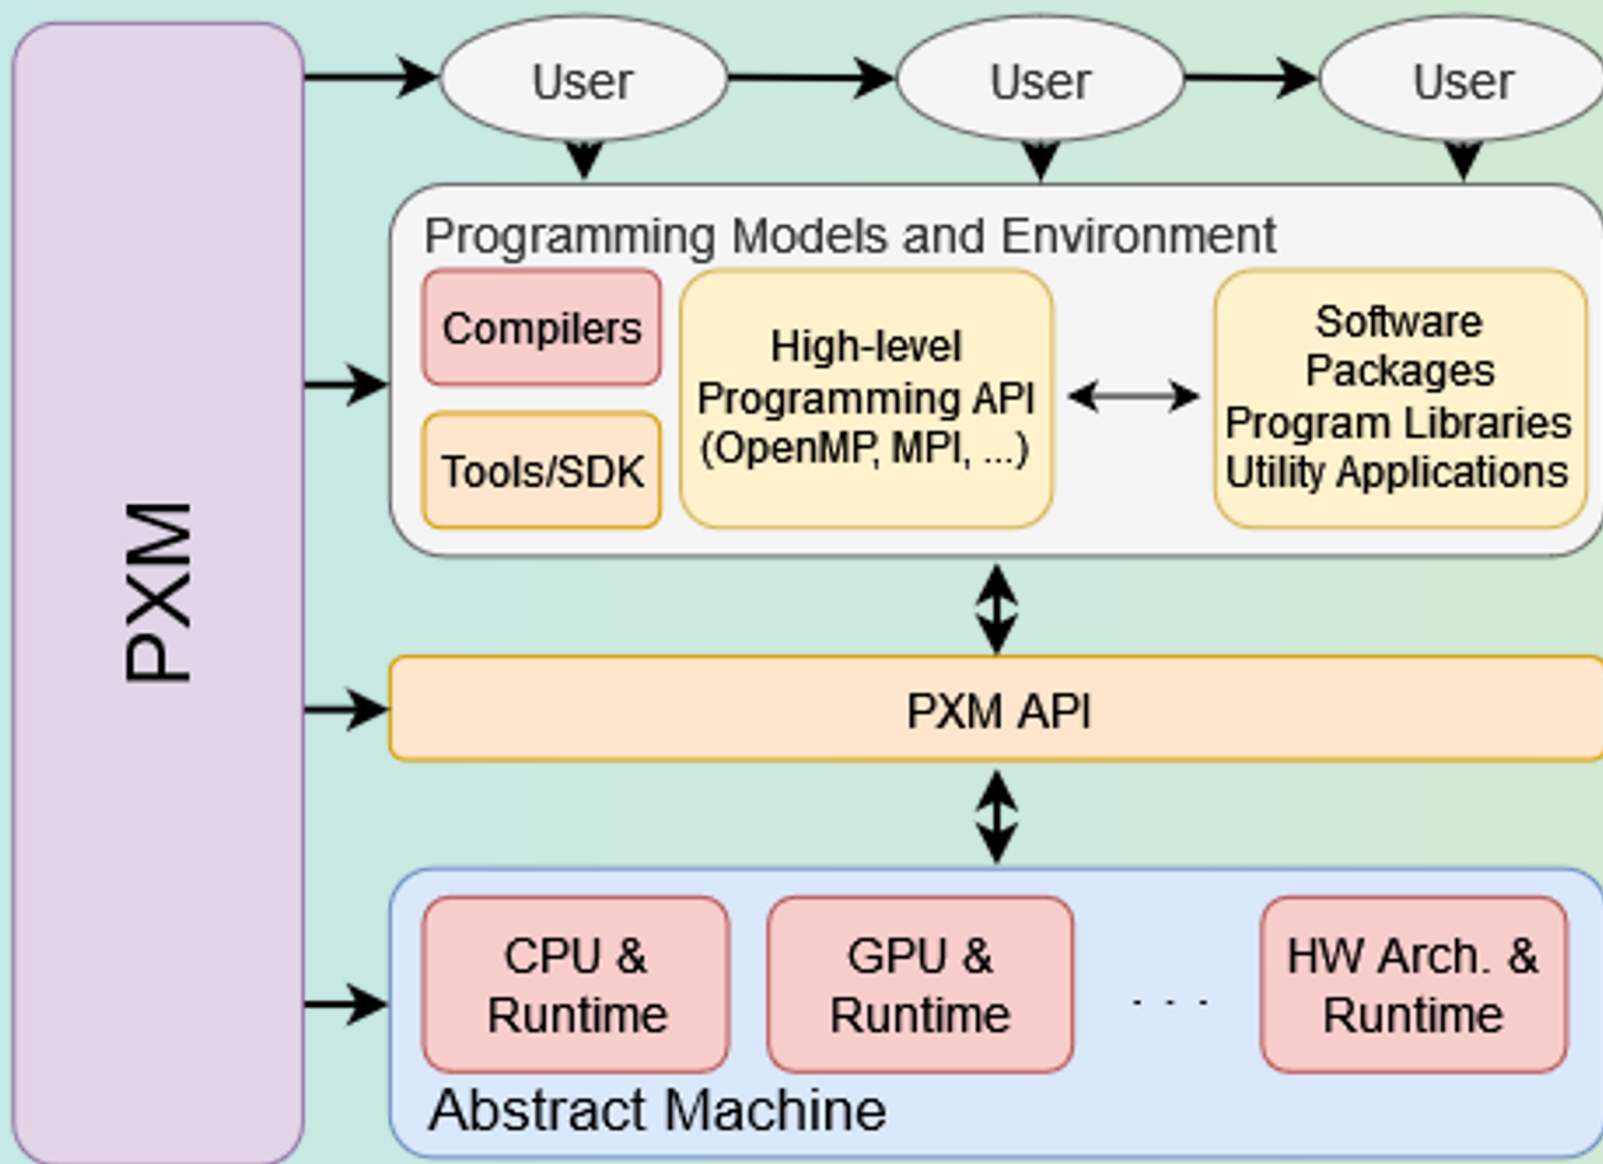 PXM
User
User
User
Programming Models and Environment
Compilers
Tools/SDK
High-level
Programming API
(OpenMP, MPI, ...)
Software
Packages
Program Libraries
Utility Applications
PXM API
CPU &
Runtime
GPU &
Runtime
. . .
HW Arch. &
Runtime
Abstract Machine